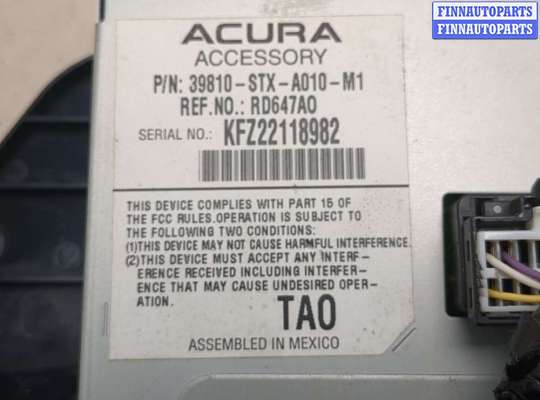 FINNAUTOPARTS
FINNAUTOPARTS
ACURA
ACCESSORY
P/N: 39810-STX-A010-M1
REF.NO.: RD647A0
SERIAL NO.: KFZ22118982
THIS DEVICE COMPLIES WITH PART 15 OF
THE FCC RULES.OPERATION IS SUBJECT TO
THE FOLLOWING TWO CONDITIONS:
(1)THIS DEVICE MAY NOT CAUSE HARMFUL INTERFERENCE.
(2)THIS DEVICE MUST ACCEPT ANY INTERF-
ERENCE RECEIVED INCLUDING INTERFER-
ENCE THAT MAY CAUSE UNDESIRED OPER-
ATION.
TA0
ASSEMBLED IN MEXICO